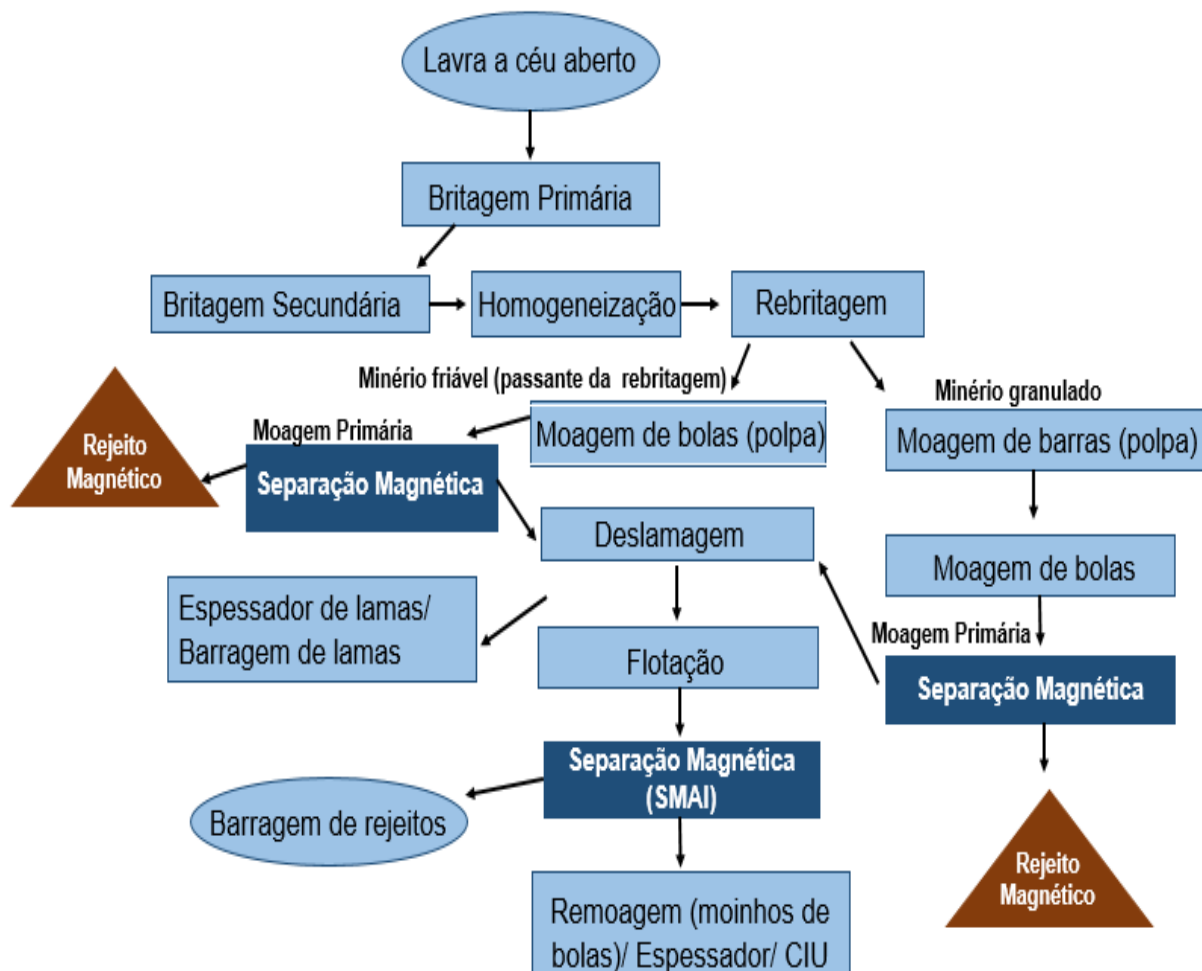 Lavra a céu aberto
Britagem Primária
Britagem Secundária
Homogeneização
Rebritagem
Minério friável (passante da rebritagem)
Minério granulado
Rejeito
Magnético
Moagem Primária
Separação Magnética
Moagem de bolas (polpa)
Moagem de barras (polpa)
Deslamagem
Moagem de bolas
Espessador de lamas/
Barragem de lamas
Flotação
Moagem Primária
Separação Magnética
Separação Magnética
(SMAI)
Barragem de rejeitos
Rejeito
Magnético
Remoagem (moinhos de
bolas)/ Espessador/ CIU